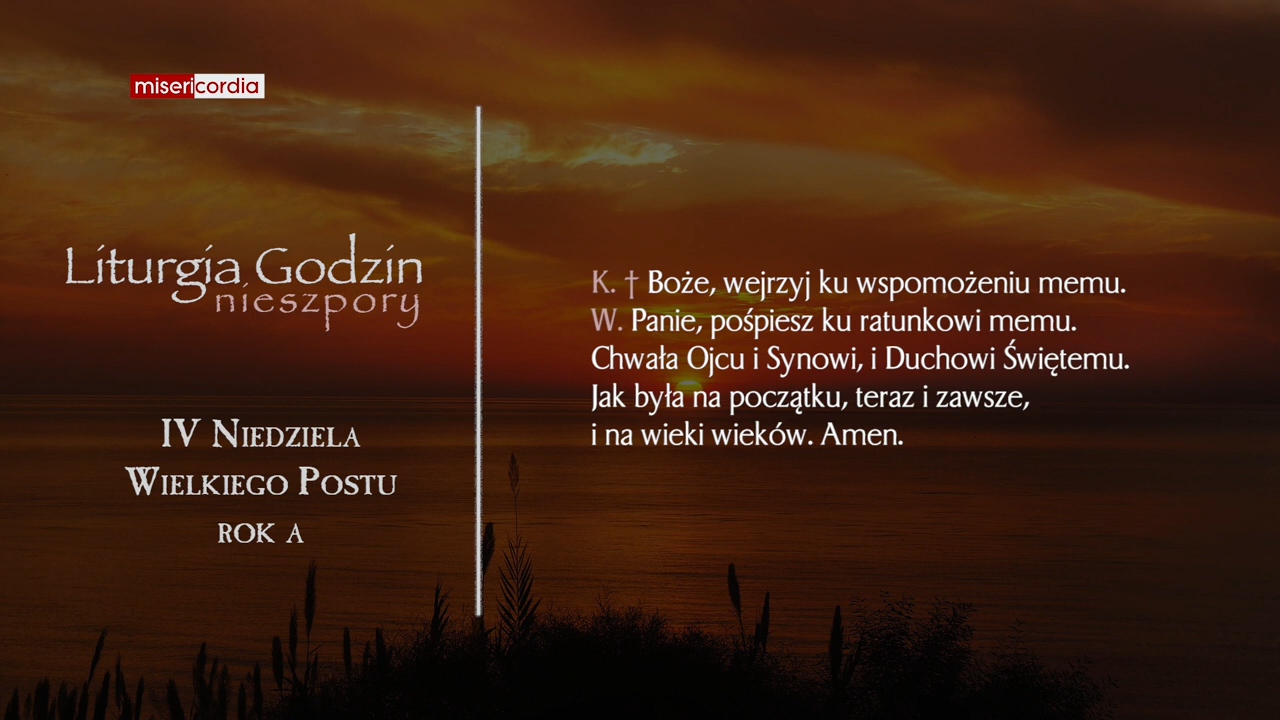 misericordia
Liturgia Godzin
nieszpory
IV Niedziela
Wielkiego Postu
rok A
K. † Boże, wejrzyj ku wspomożeniu memu.
W. Panie, pośpiesz ku ratunkowi memu.
Chwała Ojcu i Synowi, i Duchowi Świętemu.
Jak była na początku, teraz i zawsze,
i na wieki wieków. Amen.